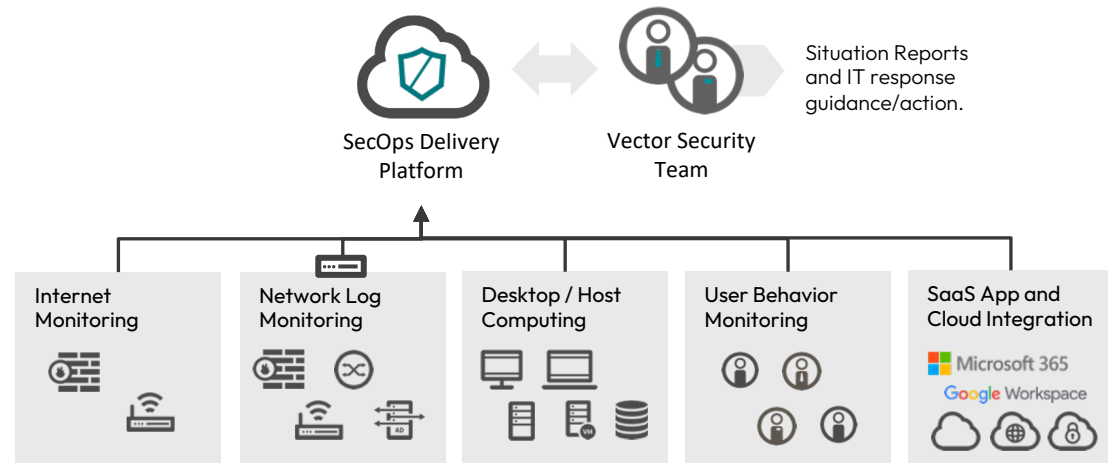 Situation Reports
and IT response
guidance/action.
SecOps Delivery
Platform
Vector Security
Team
Internet
Monitoring
Network Log
Monitoring
AD
Desktop / Host
Computing
VM
User Behavior
Monitoring
SaaS App and
Cloud Integration
Microsoft 365
Google Workspace